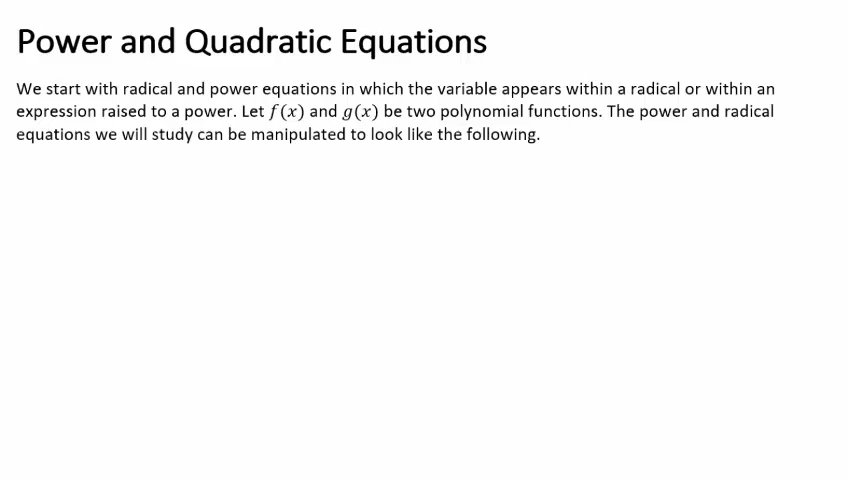 Power and Quadratic Equations
We start with radical and power equations in which the variable appears within a radical or within an
expression raised to a power. Let f(x) and g(x) be two polynomial functions. The power and radical
equations we will study can be manipulated to look like the following.